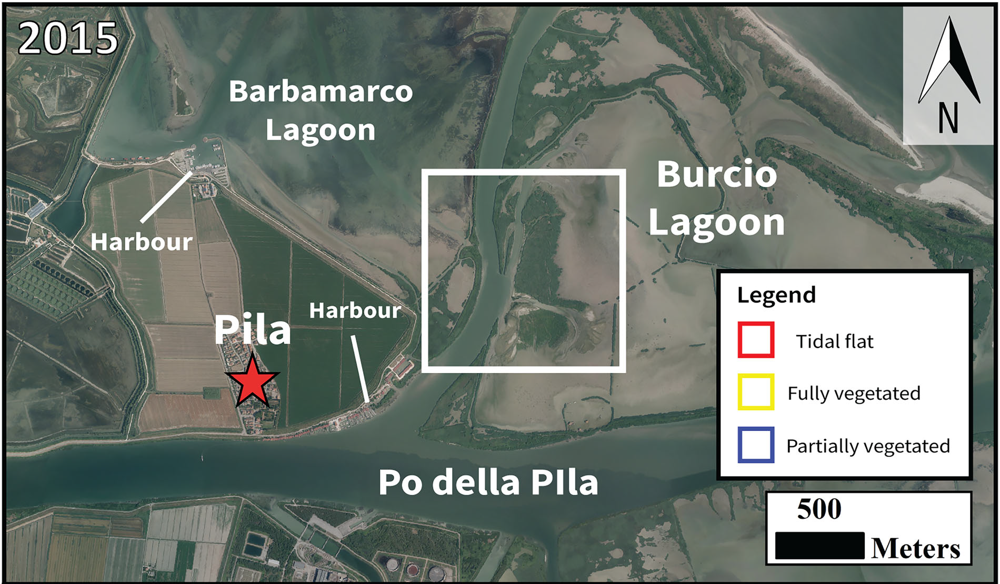 2015
N
Barbamarco
Lagoon
Burcio
Lagoon
Harbour
Harbour
Pila
Po della PIla
Legend
Tidal flat
Fully vegetated
Partially vegetated
500
Meters